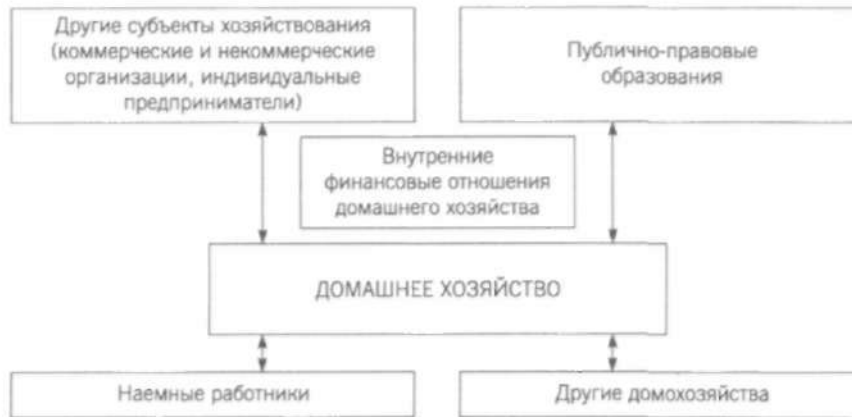 Другие субъекты хозяйствования
(коммерческие и некоммерческие
организации, индивидуальные
предприниматели)
Публично-правовые
образования
Внутренние
финансовые отношения
домашнего хозяйства
ДОМАШНЕЕ ХОЗЯЙСТВО
Наемные работники
Другие домохозяйства